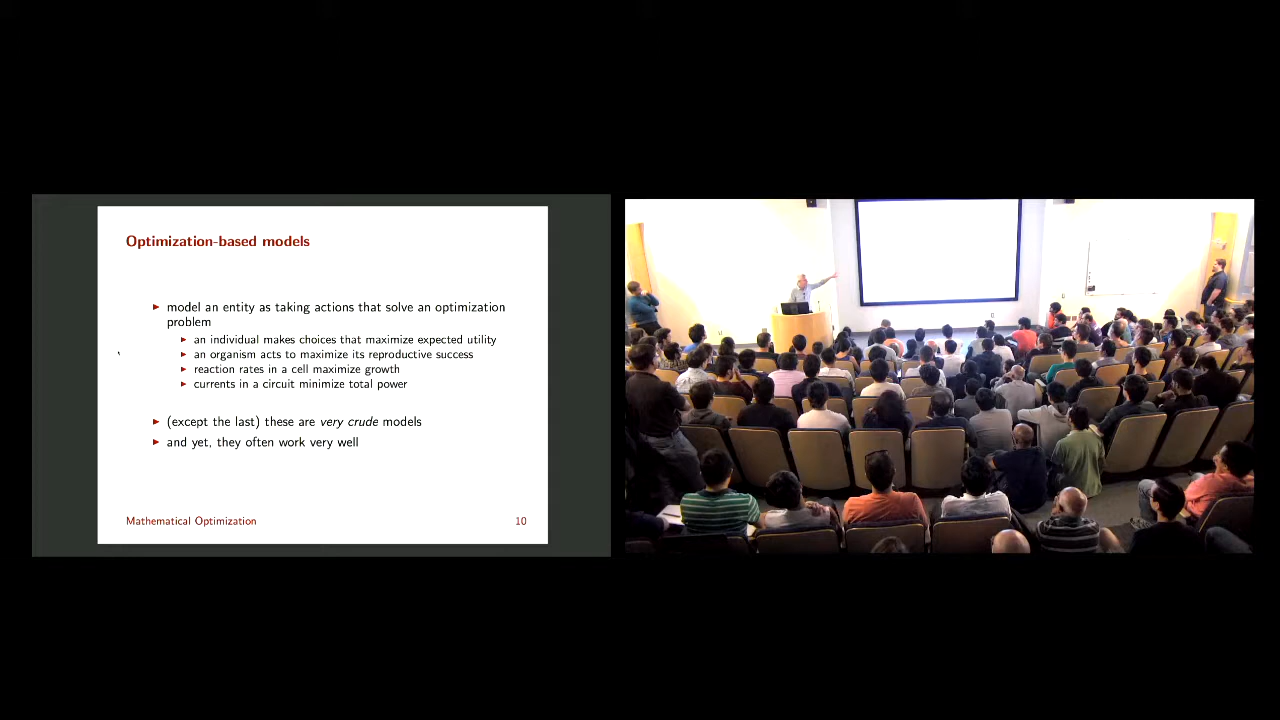 Optimization-based models
model an entity as taking actions that solve an optimization
problem
an individual makes choices that maximize expected utility
an organism acts to maximize its reproductive success
reaction rates in a cell maximize growth
currents in a circuit minimize total power
(except the last) these are very crude models
and yet, they often work very well
Mathematical Optimization 10